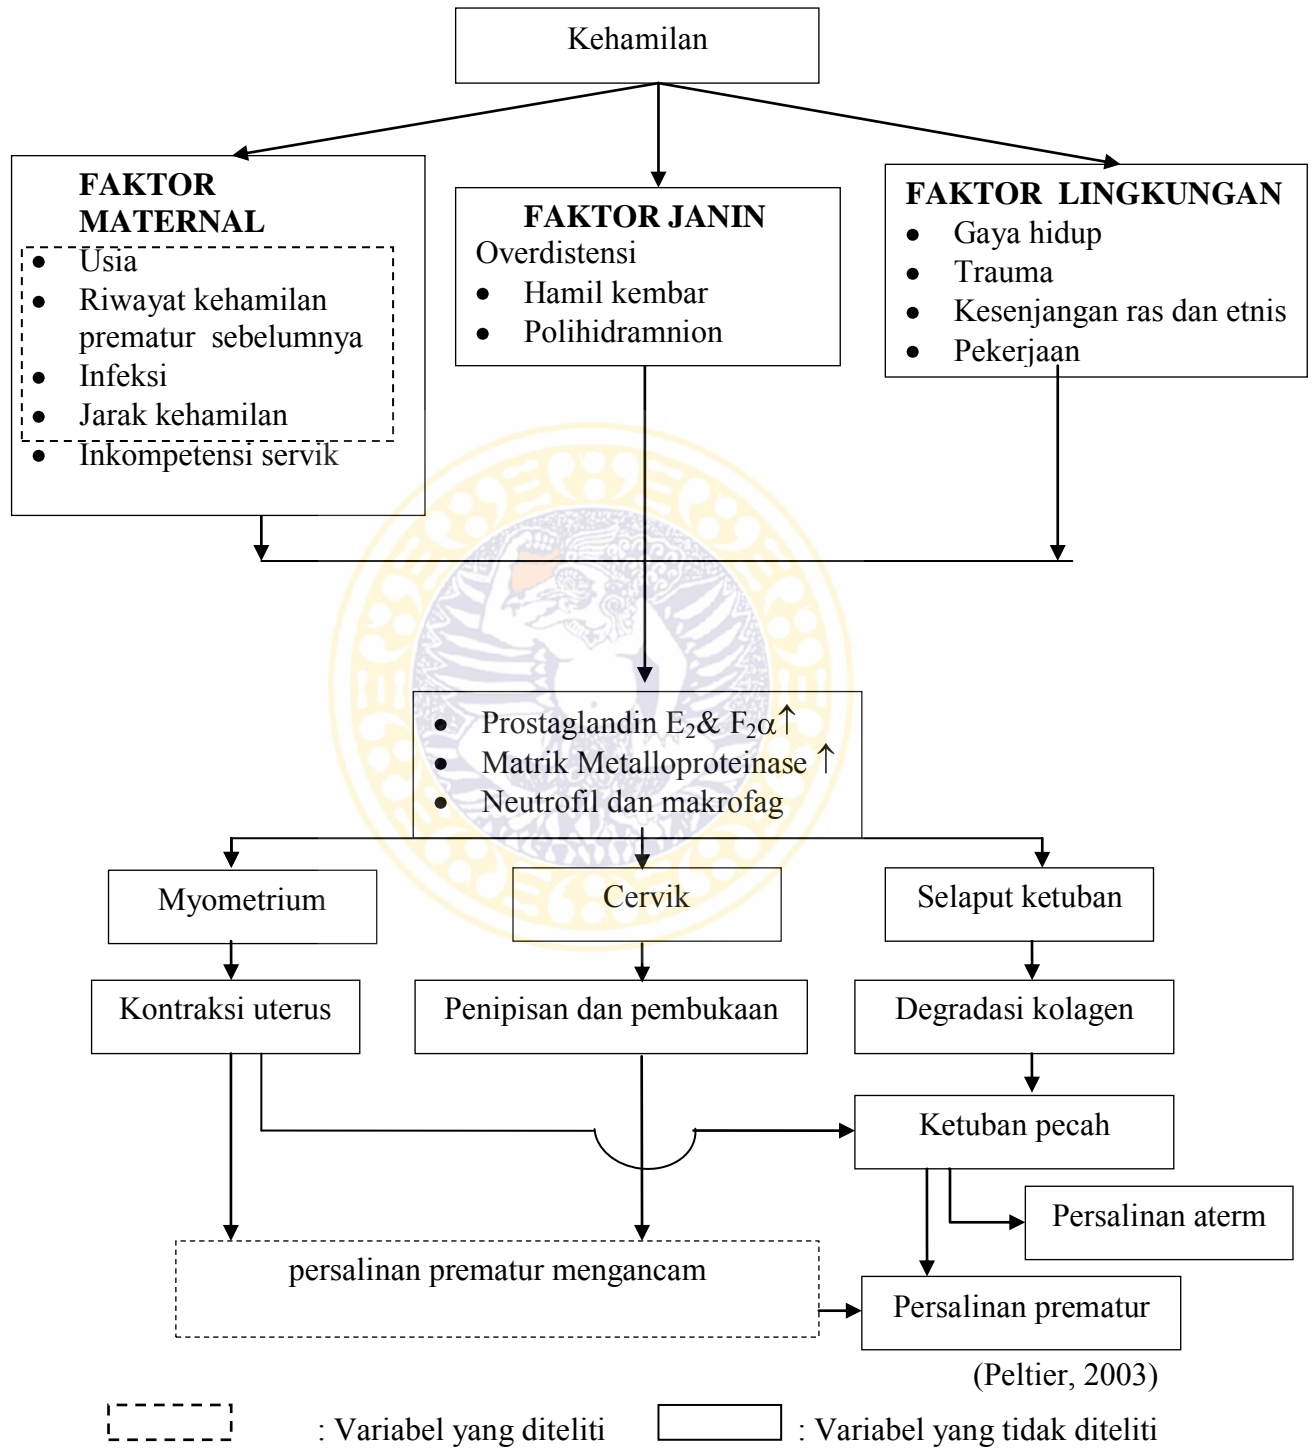 Kehamilan
FAKTOR
MATERNAL
• Usia
• Riwayat kehamilan
prematur sebelumnya
• Infeksi
• Jarak kehamilan
• Inkompetensi servik
FAKTOR JANIN
Overdistensi
• Hamil kembar
• Polihidramnion
FAKTOR LINGKUNGAN
• Gaya hidup
• Trauma
• Kesenjangan ras dan etnis
• Pekerjaan
• Prostaglandin E₂& F₂α↑
• Matrik Metalloproteinase ↑
• Neutrofil dan makrofag
Myometrium
Cervik
Selaput ketuban
Kontraksi uterus
Penipisan dan pembukaan
Degradasi kolagen
Ketuban pecah
Persalinan aterm
persalinan prematur mengancam
Persalinan prematur
(Peltier, 2003)
: Variabel yang diteliti
: Variabel yang tidak diteliti